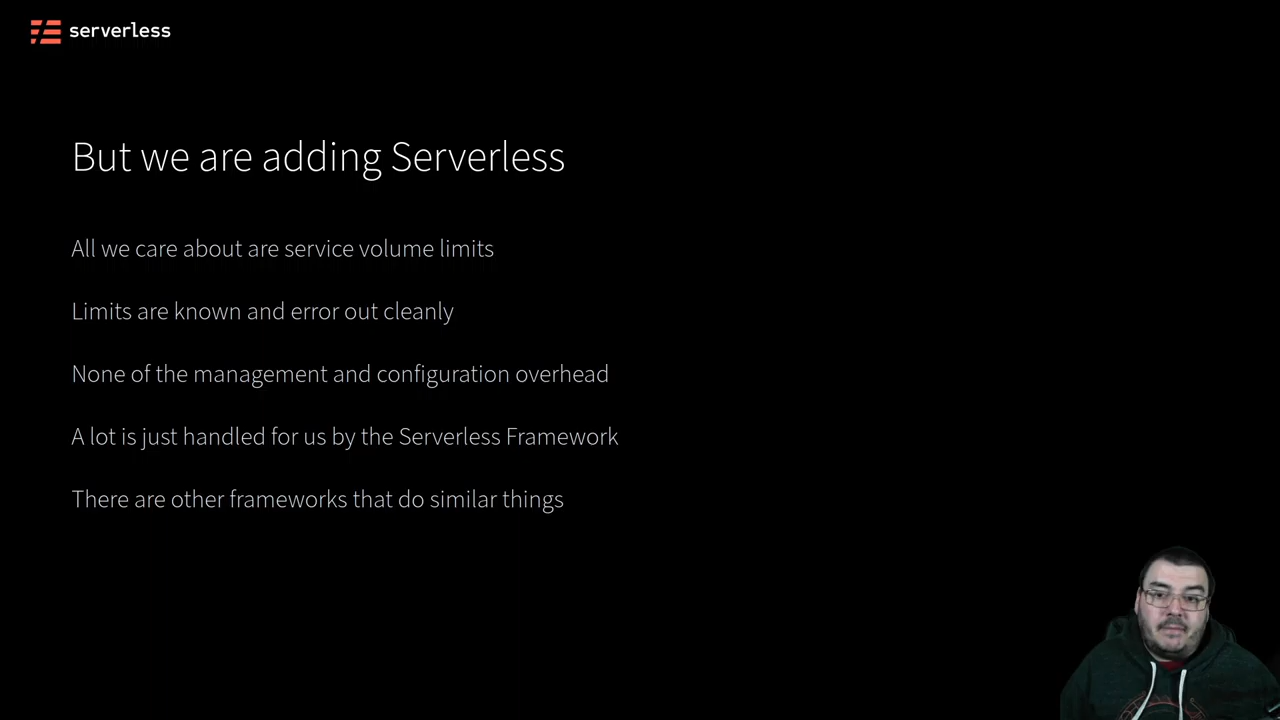 serverless
But we are adding Serverless
All we care about are service volume limits
Limits are known and error out cleanly
None of the management and configuration overhead
A lot is just handled for us by the Serverless Framework
There are other frameworks that do similar things